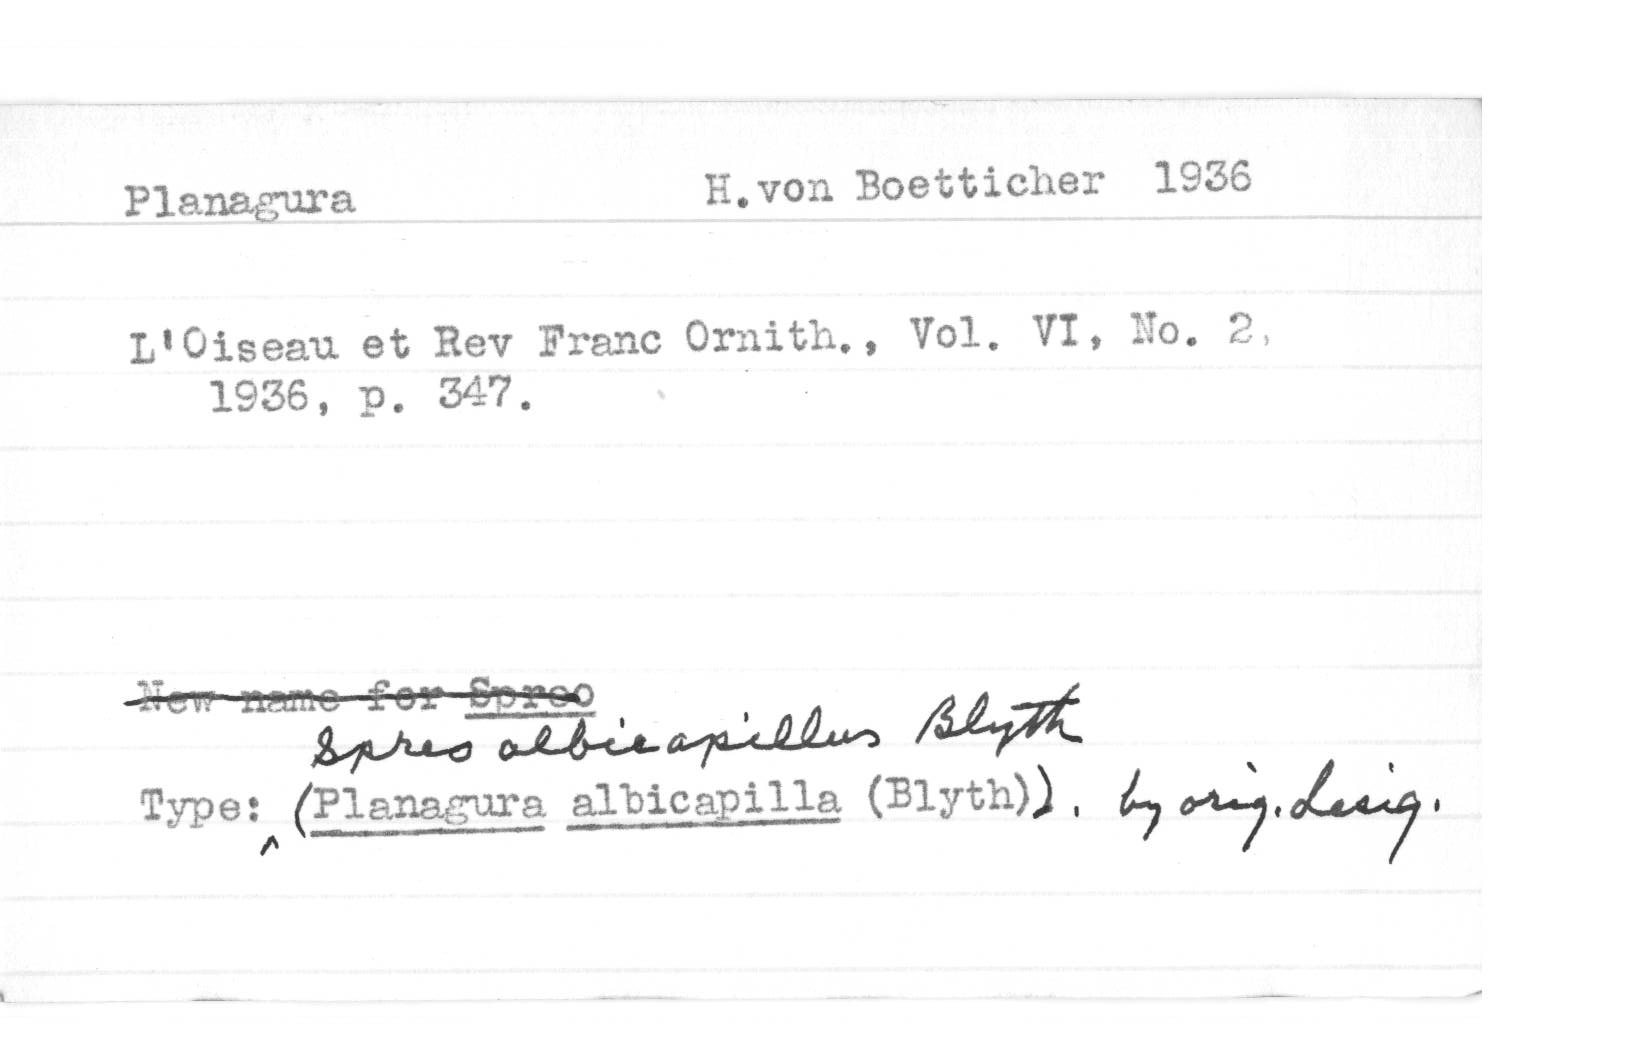 Planagura H.von Boetticher 1936
L'Oiseau et Rev Franc Ornith., Vol. VI, No. 2,
1936, p. 347.
New name for Spreo
Spreo albicapillus Blyth
Type: ^ (Planagura albicapilla (Blyth)). by orig. desig.